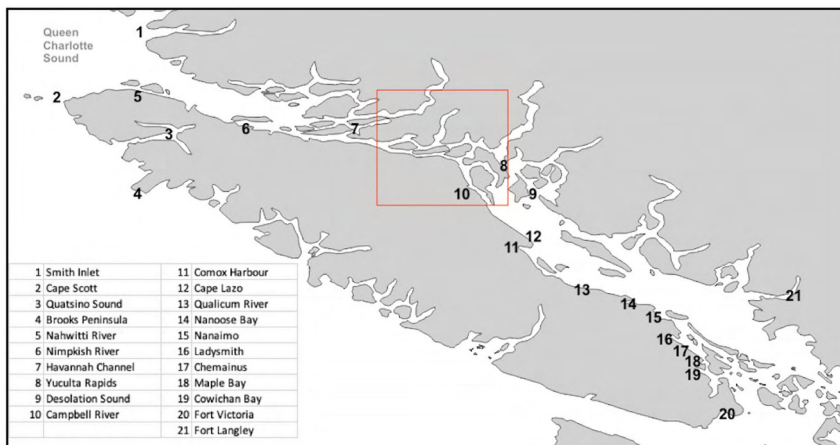 Queen
Charlotte
Sound
1
2
5
3
6
7
4
8
10
9
12
11
13
14
21
15
16
17
18
19
20
1 Smith Inlet 11 Comox Harbour
2 Cape Scott 12 Cape Lazo
3 Quatsino Sound 13 Qualicum River
4 Brooks Peninsula 14 Nanoose Bay
5 Nahwitti River 15 Nanaimo
6 Nimpkish River 16 Ladysmith
7 Havannah Channel 17 Chemainus
8 Yuculta Rapids 18 Maple Bay
9 Desolation Sound 19 Cowichan Bay
10 Campbell River 20 Fort Victoria
21 Fort Langley